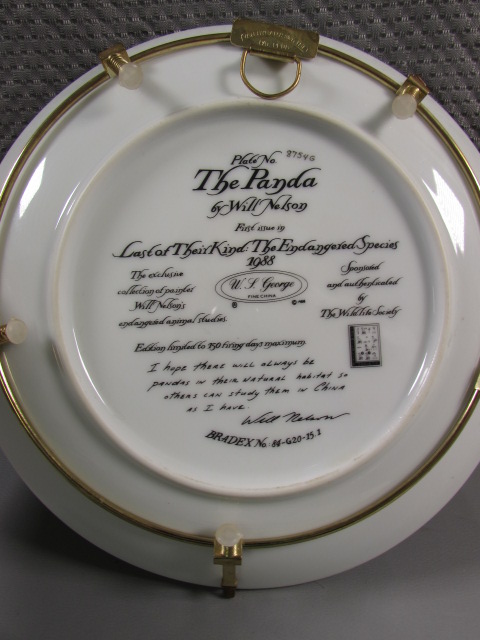 Plate No. 8754G
The Panda
by Will Nelson
First issue in
Last of Their Kind: The Endangered Species
1988
The exclusive
collection of painter
Will Nelson's
endangered animal studies.
W. S. George
FINE CHINA
Sponsored
and authenticated
by
The Wildlife Society
Edition limited to 150 firing days maximum
I hope there will always be
pandas in their natural habitat so
others can study them in China
as I have.
Will Nelson
BRADEX No: 84-G20-15.1